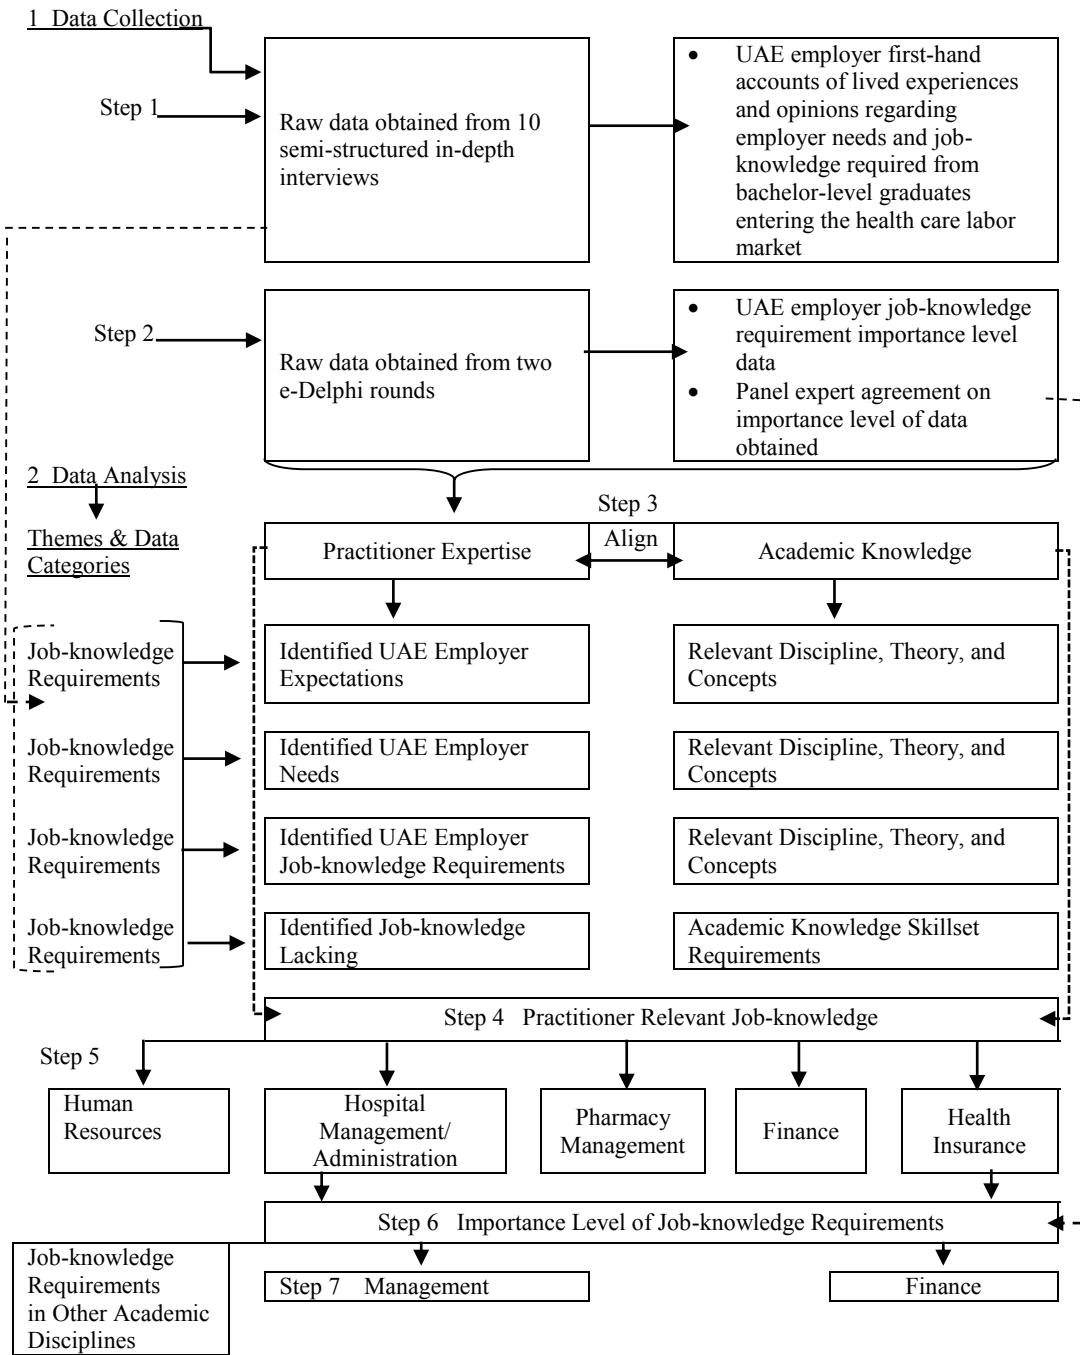 1 Data Collection
Step 1
Raw data obtained from 10
semi-structured in-depth
interviews
• UAE employer first-hand
accounts of lived experiences
and opinions regarding
employer needs and job-
knowledge required from
bachelor-level graduates
entering the health care labor
market
Step 2
Raw data obtained from two
e-Delphi rounds
• UAE employer job-knowledge
requirement importance level
data
• Panel expert agreement on
importance level of data
obtained
2 Data Analysis
Themes & Data
Categories
Step 3
Practitioner Expertise
Align
Academic Knowledge
Job-knowledge
Requirements
Identified UAE Employer
Expectations
Relevant Discipline, Theory, and
Concepts
Job-knowledge
Requirements
Identified UAE Employer
Needs
Relevant Discipline, Theory, and
Concepts
Job-knowledge
Requirements
Identified UAE Employer
Job-knowledge Requirements
Relevant Discipline, Theory, and
Concepts
Job-knowledge
Requirements
Identified Job-knowledge
Lacking
Academic Knowledge Skillset
Requirements
Step 4 Practitioner Relevant Job-knowledge
Step 5
Human
Resources
Hospital
Management/
Administration
Pharmacy
Management
Finance
Health
Insurance
Step 6 Importance Level of Job-knowledge Requirements
Job-knowledge
Requirements
in Other Academic
Disciplines
Step 7 Management
Finance